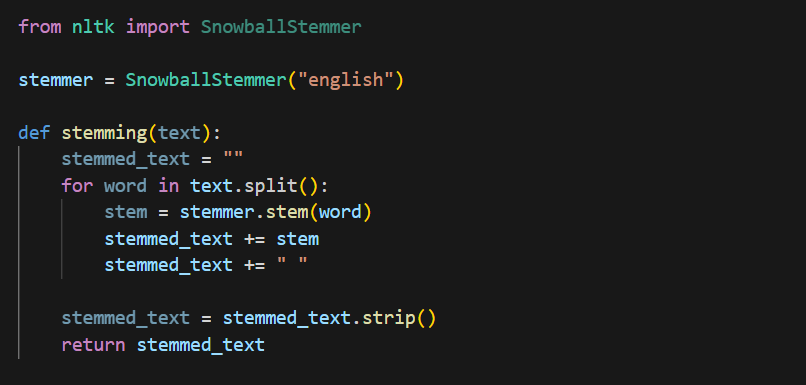 from nltk import SnowballStemmer
stemmer = SnowballStemmer("english")
def stemming(text):
    stemmed_text = ""
    for word in text.split():
        stem = stemmer.stem(word)
        stemmed_text += stem
        stemmed_text += " "
    stemmed_text = stemmed_text.strip()
    return stemmed_text